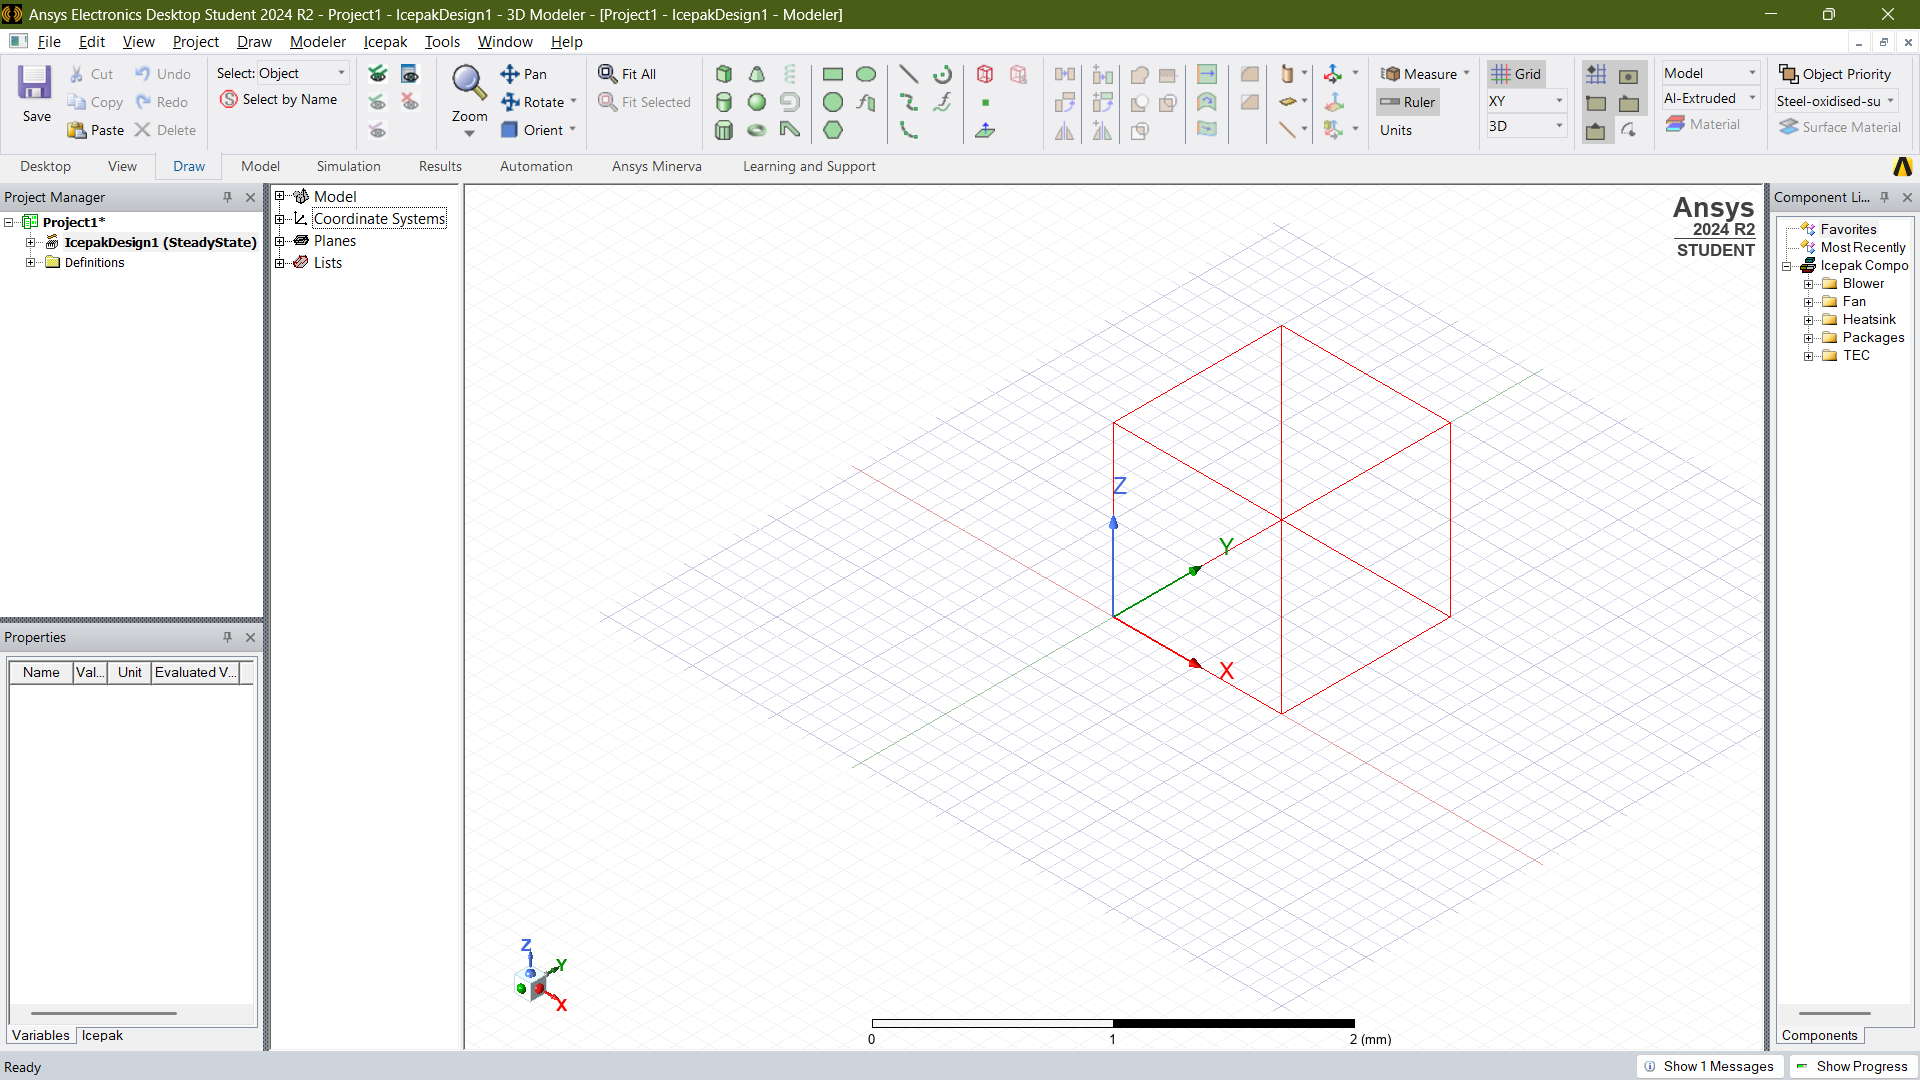 Ansys Electronics Desktop Student 2024 R2 - Project1 - IcepakDesign1 - 3D Modeler - [Project1 - IcepakDesign1 - Modeler]
File Edit View Project Draw Modeler Icepak Tools Window Help
Save
Cut
Copy
Paste
Undo
Redo
Delete
Select: Object
Select by Name
Zoom
Pan
Rotate
Orient
Fit All
Fit Selected
Measure
Ruler
Units
Grid
XY
3D
Model
Al-Extruded
Material
Object Priority
Steel-oxidised-su
Surface Material
Desktop View Draw Model Simulation Results Automation Ansys Minerva Learning and Support
Project Manager
Project1*
IcepakDesign1 (SteadyState)
Definitions
Properties
Name Val... Unit Evaluated V...
Variables Icepak
Model
Coordinate Systems
Planes
Lists
Ansys
2024 R2
STUDENT
Z
Y
X
Z
Y
X
0 1 2 (mm)
Component Li...
Favorites
Most Recently
Icepak Compo
Blower
Fan
Heatsink
Packages
TEC
Components
Ready
Show 1 Messages
Show Progress